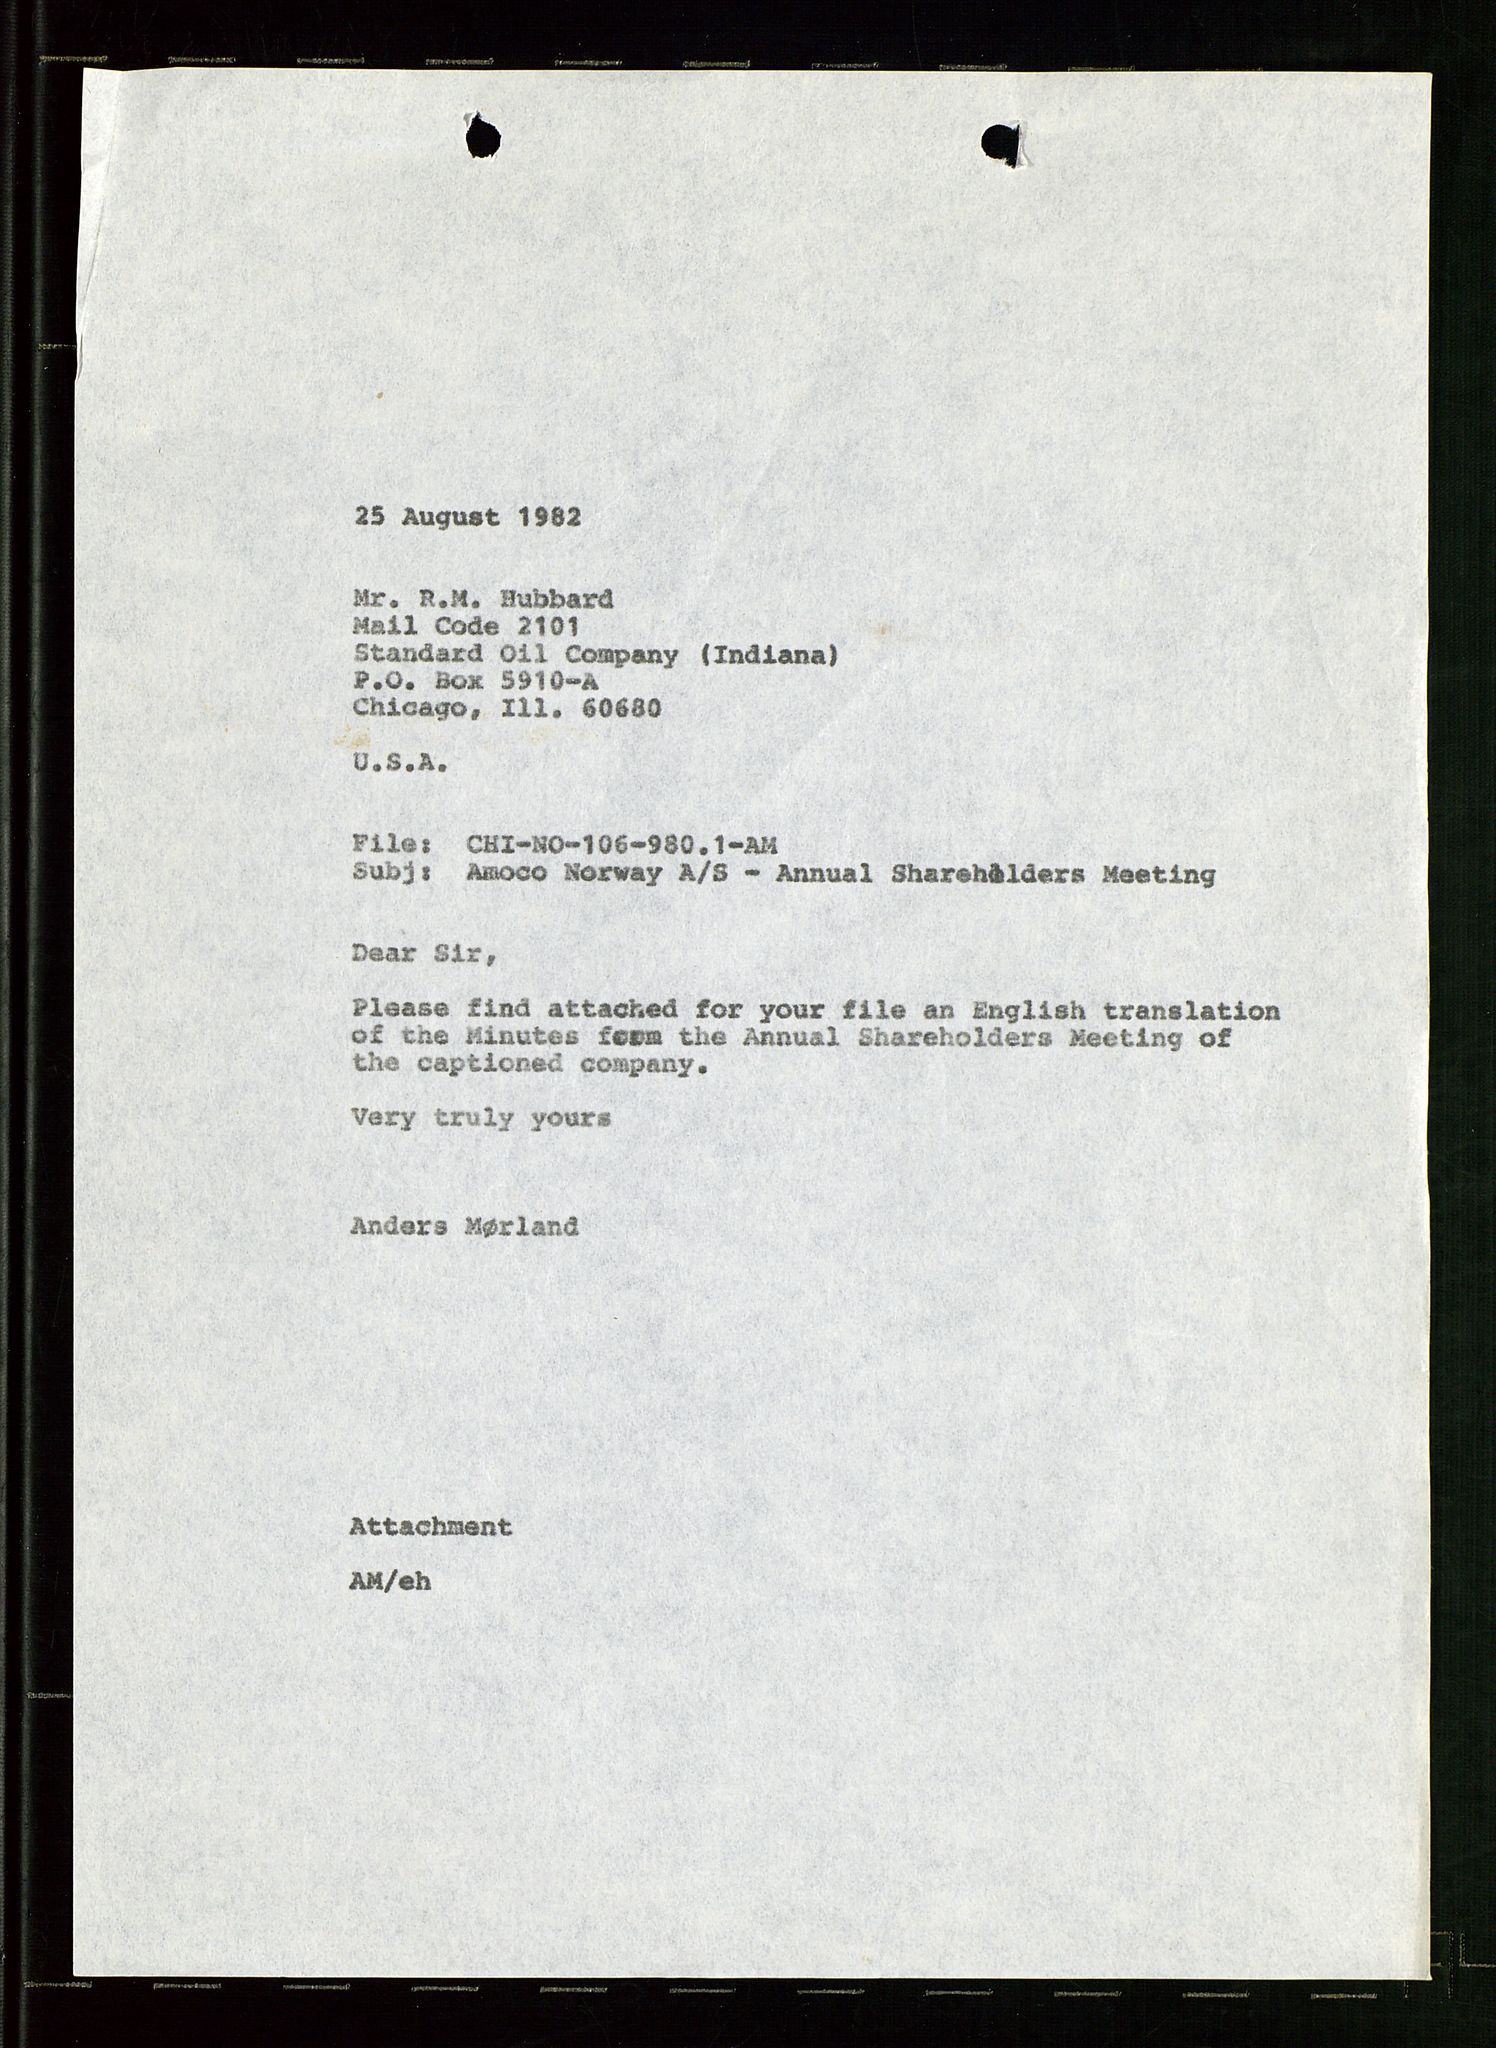 25 August 1982
Mr. R.M. Hubbard
Mail Code 2101
Standard Oil Company (Indiana)
P.O. Box 5910-A
Chicago, Ill. 60680
U.S.A.
File: CHI-NO-106-980.1-AM
Subj: Amoco Norway A/S - Annual Shareholders Meeting
Dear Sir,
Please find attached for your file an English translation
of the Minutes from the Annual Shareholders Meeting of
the captioned company.
Very truly yours
Anders Mørland
Attachment
AM/eh